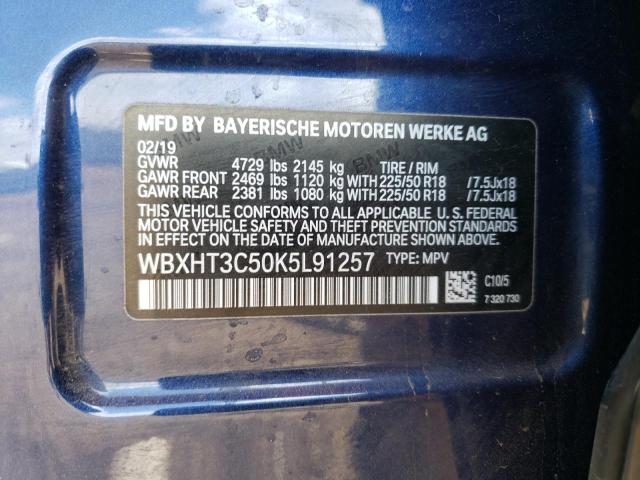 MFD BY BAYERISCHE MOTOREN WERKE AG
02/19
GVWR 4729 lbs 2145 kg TIRE / RIM
GAWR FRONT 2469 lbs 1120 kg WITH 225/50 R18 /7.5Jx18
GAWR REAR 2381 lbs 1080 kg WITH 225/50 R18 /7.5Jx18
THIS VEHICLE CONFORMS TO ALL APPLICABLE U. S. FEDERAL
MOTOR VEHICLE SAFETY AND THEFT PREVENTION STANDARDS
IN EFFECT ON THE DATE OF MANUFACTURE SHOWN ABOVE.
WBXHT3C50K5L91257 TYPE: MPV
C10/5
7 320 730